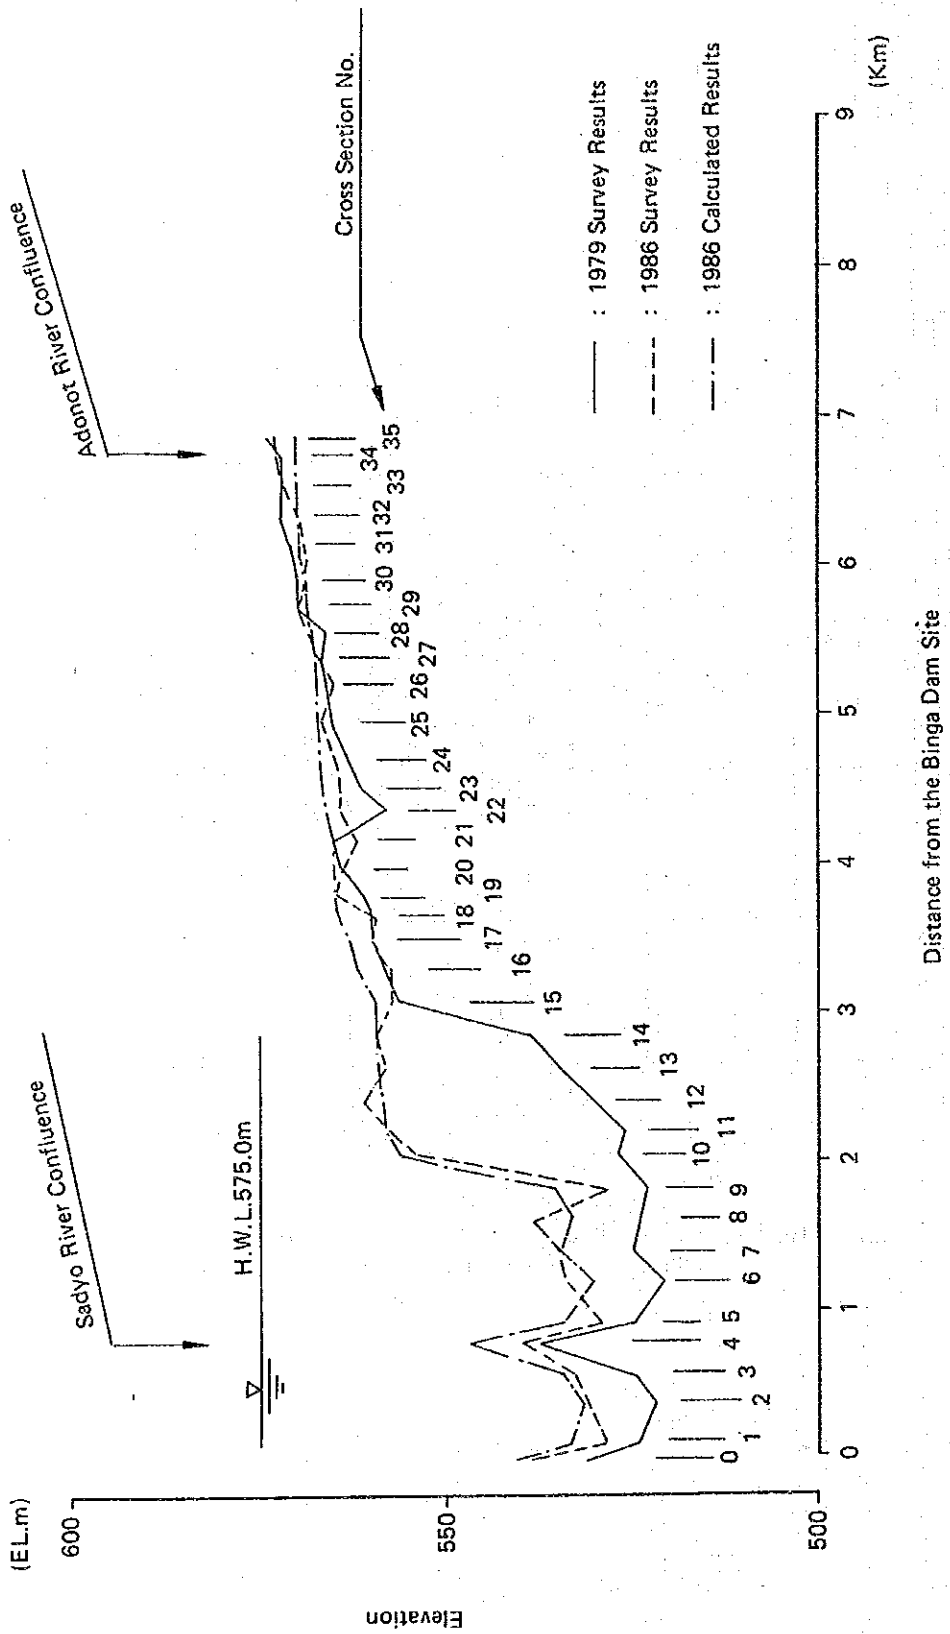 (EL.m)
600
550
500
Elevation
Sadyo River Confluence
H.W.L.575.0m
Adonot River Confluence
Cross Section No.
0 1 2 3 4 5 6 7 8 9 10 11 12 13 14 15 16 17 18 19 20 21 22 23 24 25 26 27 28 29 30 31 32 33 34 35
: 1979 Survey Results
: 1986 Survey Results
: 1986 Calculated Results
0 1 2 3 4 5 6 7 8 9
(Km)
Distance from the Binga Dam Site